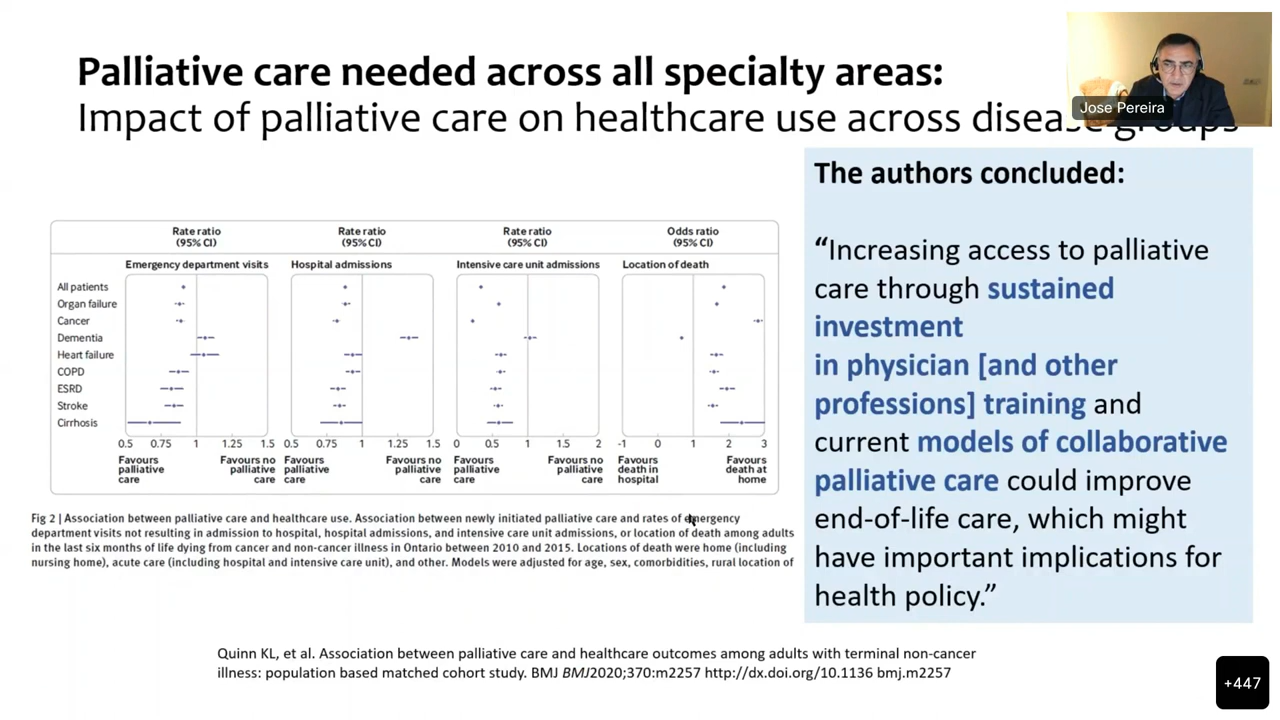 Palliative care needed across all specialty areas:
Impact of palliative care on healthcare use across disease groups
Jose Pereira
Rate ratio (95% CI)
Rate ratio (95% CI)
Rate ratio (95% CI)
Odds ratio (95% CI)
Emergency department visits
Hospital admissions
Intensive care unit admissions
Location of death
All patients
Organ failure
Cancer
Dementia
Heart failure
COPD
ESRD
Stroke
Cirrhosis
0.5 0.75 1 1.25 1.5
0.5 0.75 1 1.25 1.5
0 0.5 1 1.5 2
-1 0 1 2 3
Favours palliative care
Favours no palliative care
Favours palliative care
Favours no palliative care
Favours palliative care
Favours no palliative care
Favours death in hospital
Favours death at home
Fig 2 | Association between palliative care and healthcare use. Association between newly initiated palliative care and rates of emergency
department visits not resulting in admission to hospital, hospital admissions, and intensive care unit admissions, or location of death among adults
in the last six months of life dying from cancer and non-cancer illness in Ontario between 2010 and 2015. Locations of death were home (including
nursing home), acute care (including hospital and intensive care unit), and other. Models were adjusted for age, sex, comorbidities, rural location of
The authors concluded:
“Increasing access to palliative
care through sustained
investment
in physician [and other
professions] training and
current models of collaborative
palliative care could improve
end-of-life care, which might
have important implications for
health policy.”
Quinn KL, et al. Association between palliative care and healthcare outcomes among adults with terminal non-cancer
illness: population based matched cohort study. BMJ BMJ2020;370:m2257 http://dx.doi.org/10.1136 bmj.m2257
+447